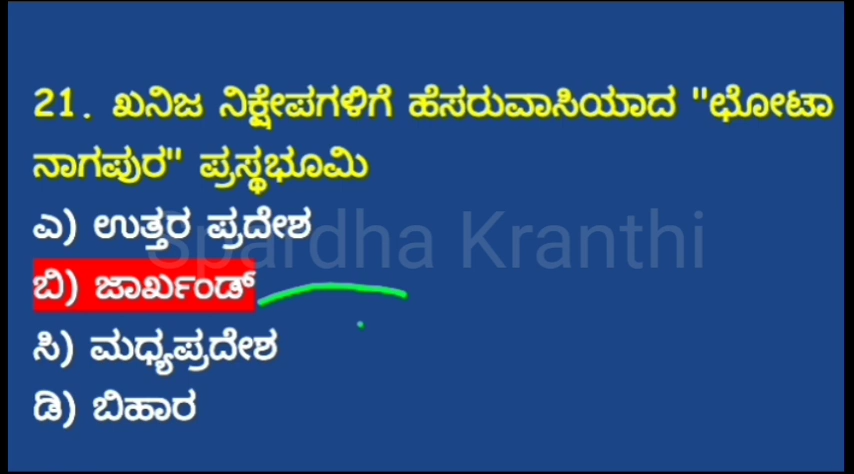 21. ಖನಿಜ ನಿಕ್ಷೇಪಗಳಿಗೆ ಹೆಸರುವಾಸಿಯಾದ "ಛೋಟಾ
ನಾಗಪುರ" ಪ್ರಸ್ಥಭೂಮಿ
ಎ) ಉತ್ತರ ಪ್ರದೇಶ
Spardha Kranthi
ಬಿ) ಜಾರ್ಖಂಡ್
ಸಿ) ಮಧ್ಯಪ್ರದೇಶ
ಡಿ) ಬಿಹಾರ